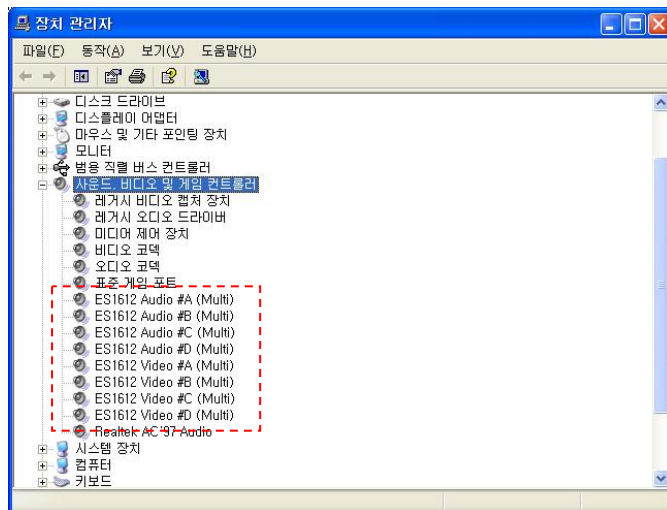 장치 관리자
파일(F) 동작(A) 보기(V) 도움말(H)
디스크 드라이브
디스플레이 어댑터
마우스 및 기타 포인팅 장치
모니터
범용 직렬 버스 컨트롤러
사운드, 비디오 및 게임 컨트롤러
레거시 비디오 캡처 장치
레거시 오디오 드라이버
미디어 제어 장치
비디오 코덱
오디오 코덱
표준 게임 포트
ES1612 Audio #A (Multi)
ES1612 Audio #B (Multi)
ES1612 Audio #C (Multi)
ES1612 Audio #D (Multi)
ES1612 Video #A (Multi)
ES1612 Video #B (Multi)
ES1612 Video #C (Multi)
ES1612 Video #D (Multi)
Realtek AC'97 Audio
시스템 장치
컴퓨터
키보드